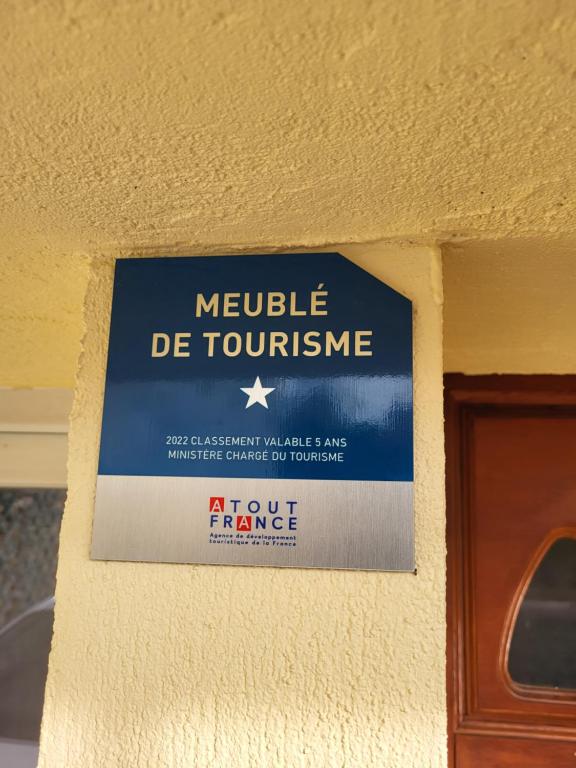 MEUBLÉ
DE TOURISME
2022 CLASSEMENT VALABLE 5 ANS
MINISTÈRE CHARGÉ DU TOURISME
ATOUT
FRANCE
Agence de développement
touristique de la France